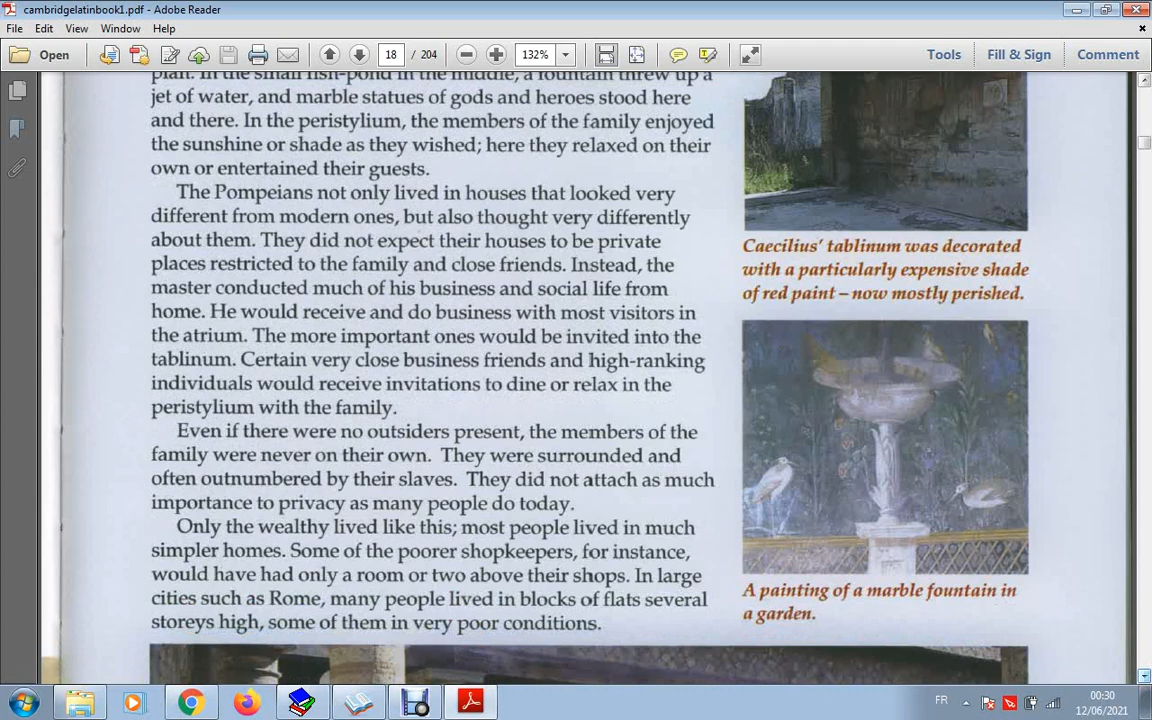 cambridgelatinbook1.pdf - Adobe Reader
File Edit View Window Help
Open
18 / 204
132%
Tools Fill & Sign Comment
plan. In the small fish-pond in the middle, a fountain threw up a
jet of water, and marble statues of gods and heroes stood here
and there. In the peristylium, the members of the family enjoyed
the sunshine or shade as they wished; here they relaxed on their
own or entertained their guests.
The Pompeians not only lived in houses that looked very
different from modern ones, but also thought very differently
about them. They did not expect their houses to be private
places restricted to the family and close friends. Instead, the
master conducted much of his business and social life from
home. He would receive and do business with most visitors in
the atrium. The more important ones would be invited into the
tablinum. Certain very close business friends and high-ranking
individuals would receive invitations to dine or relax in the
peristylium with the family.
Even if there were no outsiders present, the members of the
family were never on their own. They were surrounded and
often outnumbered by their slaves. They did not attach as much
importance to privacy as many people do today.
Only the wealthy lived like this; most people lived in much
simpler homes. Some of the poorer shopkeepers, for instance,
would have had only a room or two above their shops. In large
cities such as Rome, many people lived in blocks of flats several
storeys high, some of them in very poor conditions.
Caecilius' tablinum was decorated
with a particularly expensive shade
of red paint – now mostly perished.
A painting of a marble fountain in
a garden.
FR
00:30
12/06/2021